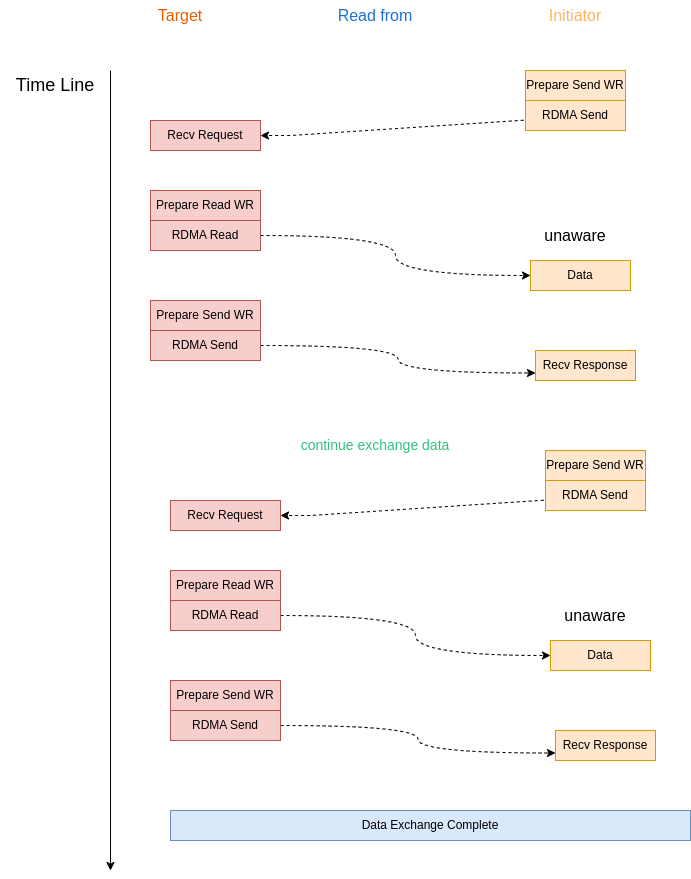 Target
Read from
Initiator
Time Line
Prepare Send WR
RDMA Send
Recv Request
Prepare Read WR
RDMA Read
unaware
Data
Prepare Send WR
RDMA Send
Recv Response
continue exchange data
Prepare Send WR
RDMA Send
Recv Request
Prepare Read WR
RDMA Read
unaware
Data
Prepare Send WR
RDMA Send
Recv Response
Data Exchange Complete